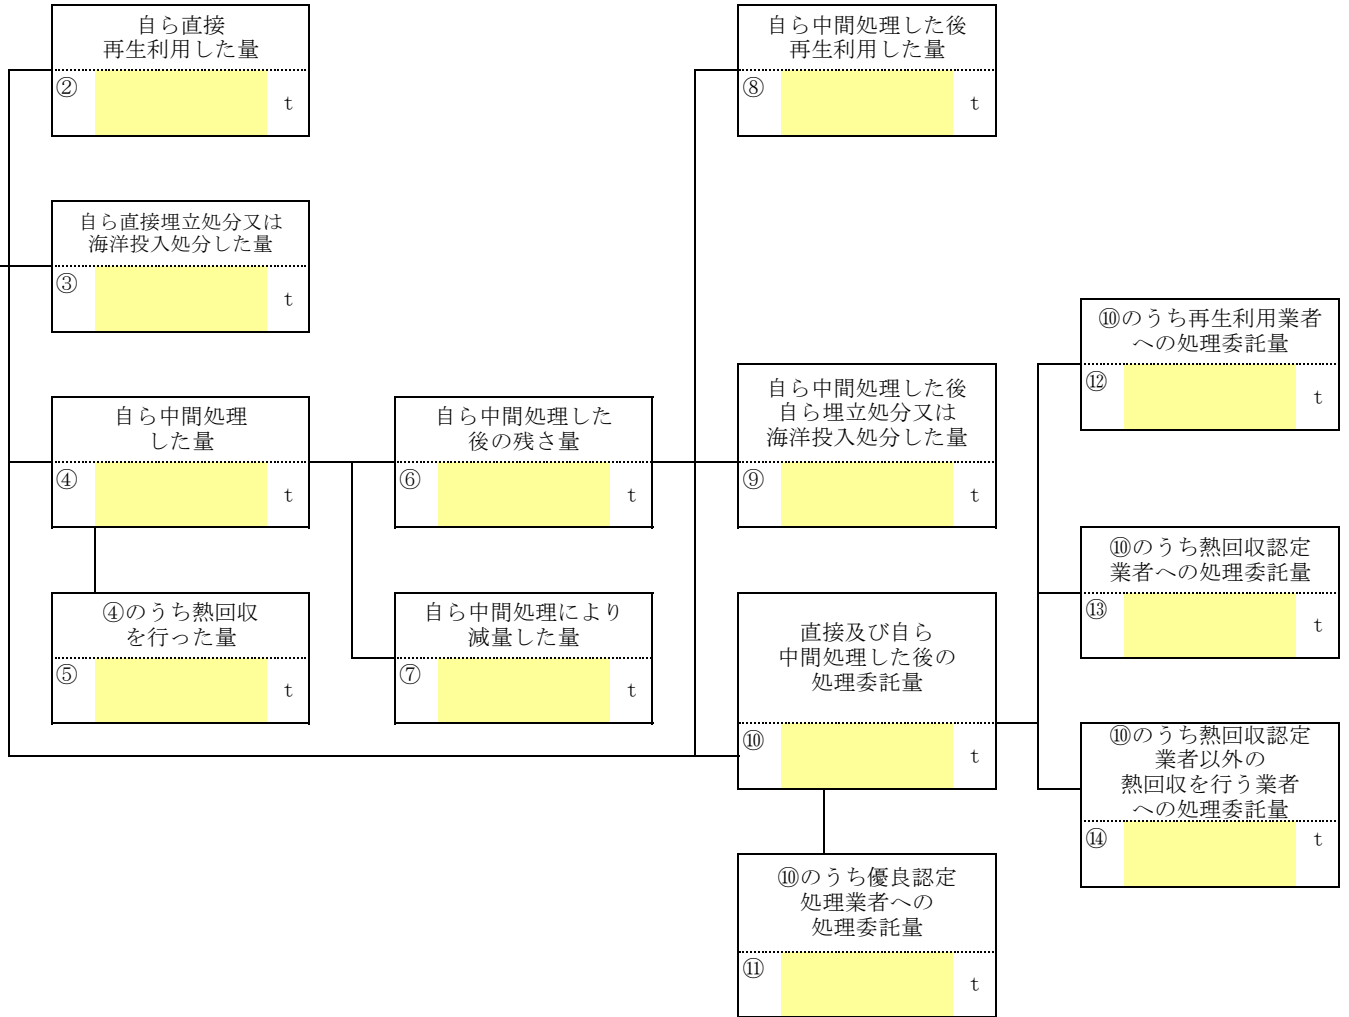 自ら直接
再生利用した量
②
t
自ら直接埋立処分又は
海洋投入処分した量
③
t
自ら中間処理
した量
④
t
④のうち熱回収
を行った量
⑤
t
自ら中間処理した
後の残さ量
⑥
t
自ら中間処理により
減量した量
⑦
t
自ら中間処理した後
再生利用した量
⑧
t
自ら中間処理した後
自ら埋立処分又は
海洋投入処分した量
⑨
t
直接及び自ら
中間処理した後の
処理委託量
⑩
t
⑩のうち優良認定
処理業者への
処理委託量
⑪
t
⑩のうち再生利用業者
への処理委託量
⑫
t
⑩のうち熱回収認定
業者への処理委託量
⑬
t
⑩のうち熱回収認定
業者以外の
熱回収を行う業者
への処理委託量
⑭
t